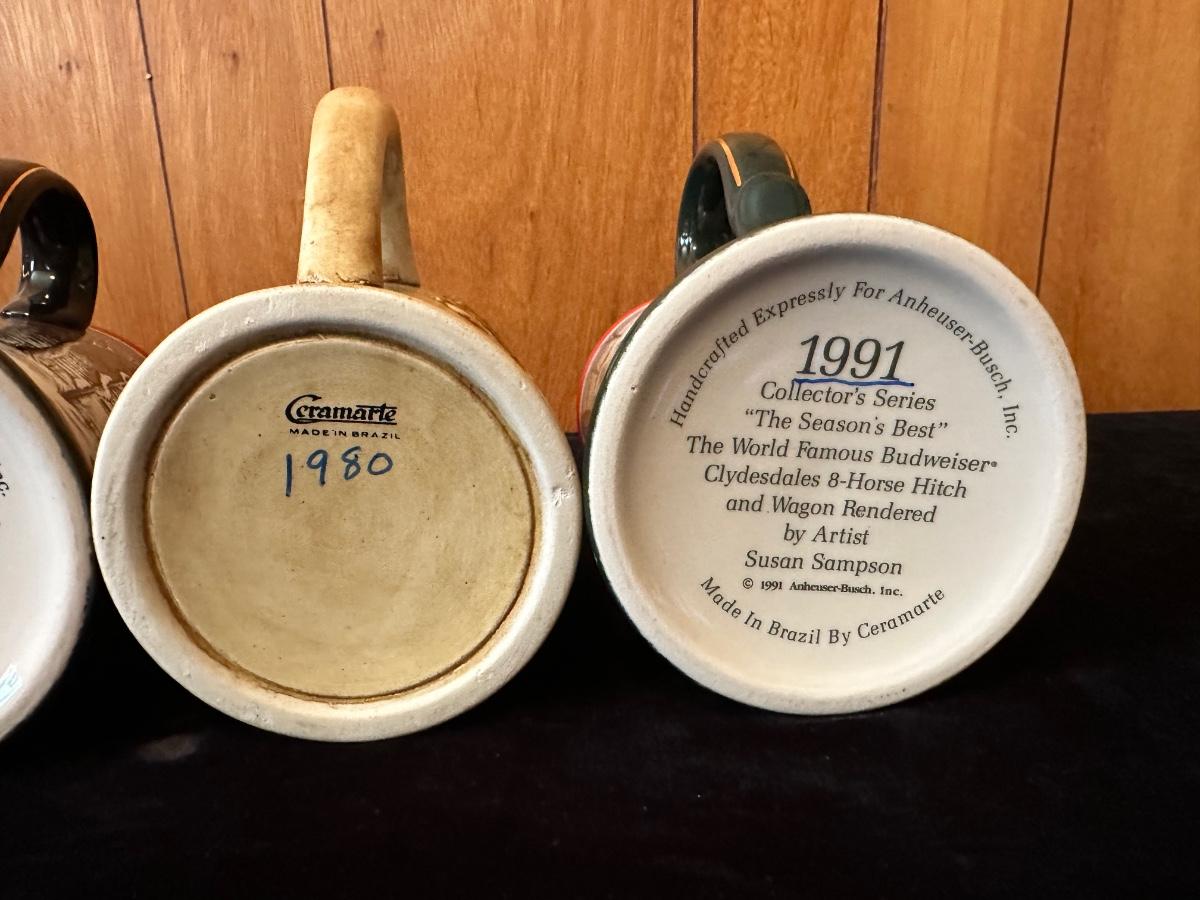 Ceramarte
MADE IN BRAZIL
1980
Handcrafted Expressly For Anheuser-Busch, Inc.
1991
Collector's Series
"The Season's Best"
The World Famous Budweiser®
Clydesdales 8-Horse Hitch
and Wagon Rendered
by Artist
Susan Sampson
© 1991 Anheuser-Busch, Inc.
Made In Brazil By Ceramarte